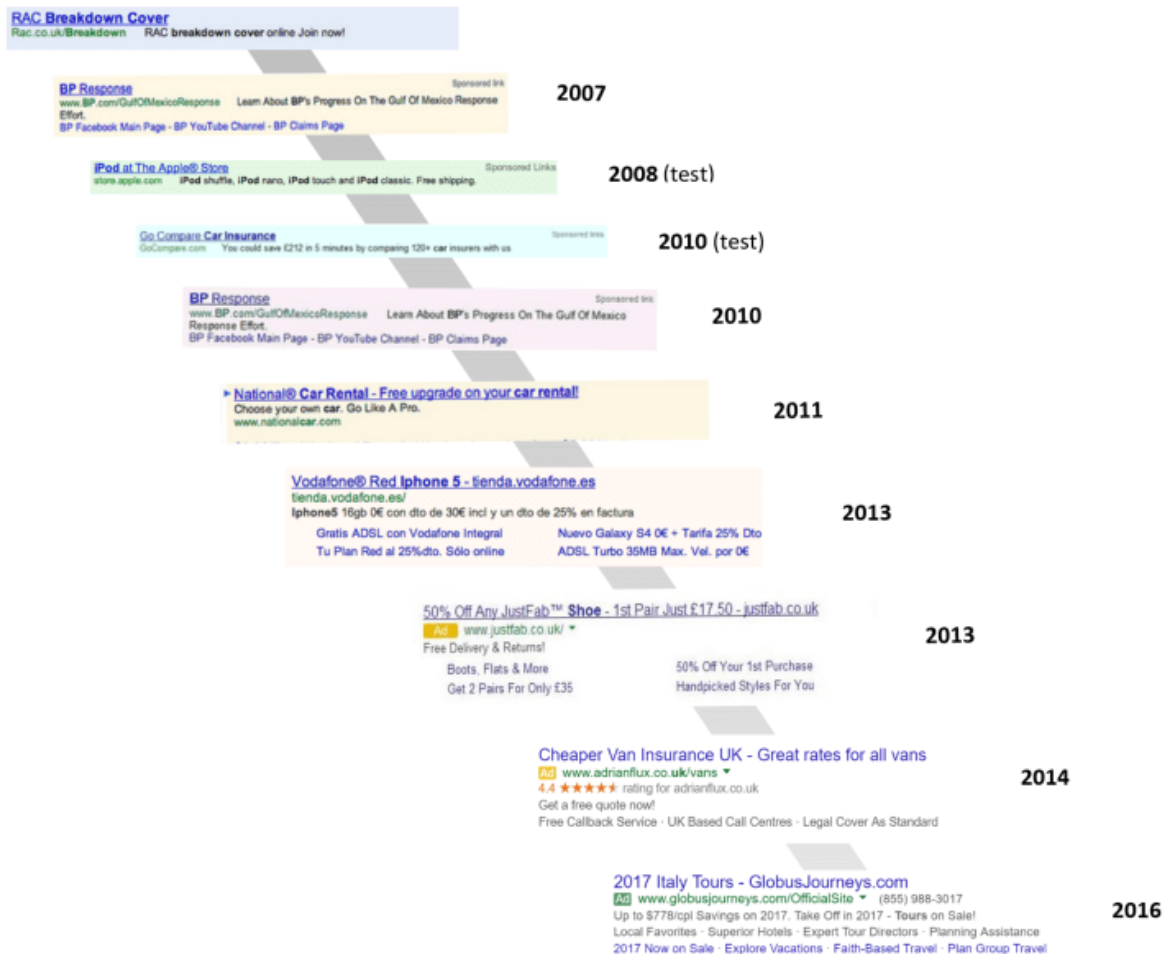 RAC Breakdown Cover
Rac.co.uk/Breakdown RAC breakdown cover online Join now!
BP Response Sponsored link
www.BP.com/GulfOfMexicoResponse Learn About BP's Progress On The Gulf Of Mexico Response
Effort.
BP Facebook Main Page - BP YouTube Channel - BP Claims Page
2007
iPod at The Apple® Store Sponsored Links
store.apple.com iPod shuffle, iPod nano, iPod touch and iPod classic. Free shipping.
2008 (test)
Go Compare Car Insurance Sponsored links
GoCompare.com You could save £212 in 5 minutes by comparing 120+ car insurers with us
2010 (test)
BP Response Sponsored link
www.BP.com/GulfOfMexicoResponse Learn About BP's Progress On The Gulf Of Mexico
Response Effort.
BP Facebook Main Page - BP YouTube Channel - BP Claims Page
2010
National® Car Rental - Free upgrade on your car rental!
Choose your own car. Go Like A Pro.
www.nationalcar.com
2011
Vodafone® Red Iphone 5 - tienda.vodafone.es
tienda.vodafone.es/
Iphone5 16gb 0€ con dto de 30€ incl y un dto de 25% en factura
Gratis ADSL con Vodafone Integral Nuevo Galaxy S4 0€ + Tarifa 25% Dto
Tu Plan Red al 25%dto. Sólo online ADSL Turbo 35MB Max. Vel. por 0€
2013
50% Off Any JustFab™ Shoe - 1st Pair Just £17.50 - justfab.co.uk
Ad www.justfab.co.uk/
Free Delivery & Returns!
Boots, Flats & More 50% Off Your 1st Purchase
Get 2 Pairs For Only £35 Handpicked Styles For You
2013
Cheaper Van Insurance UK - Great rates for all vans
Ad www.adrianflux.co.uk/vans
4.4 ★★★★★ rating for adrianflux.co.uk
Get a free quote now!
Free Callback Service · UK Based Call Centres · Legal Cover As Standard
2014
2017 Italy Tours - GlobusJourneys.com
Ad www.globusjourneys.com/OfficialSite (855) 988-3017
Up to $778/cpl Savings on 2017. Take Off in 2017 - Tours on Sale!
Local Favorites · Superior Hotels · Expert Tour Directors · Planning Assistance
2017 Now on Sale · Explore Vacations · Faith-Based Travel · Plan Group Travel
2016